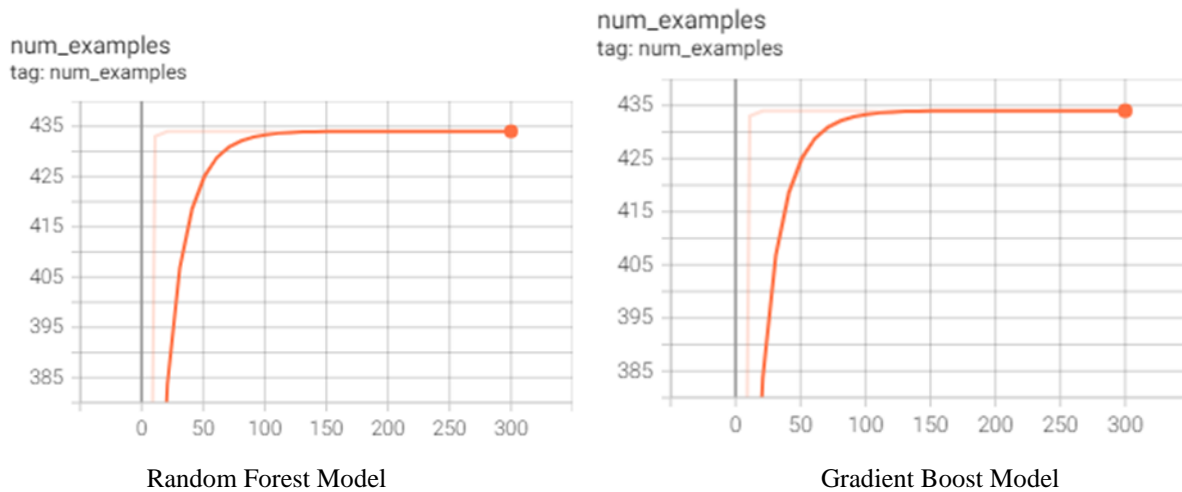 num_examples
tag: num_examples
435
425
415
405
395
385
0 50 100 150 200 250 300
Random Forest Model
num_examples
tag: num_examples
435
425
415
405
395
385
0 50 100 150 200 250 300
Gradient Boost Model